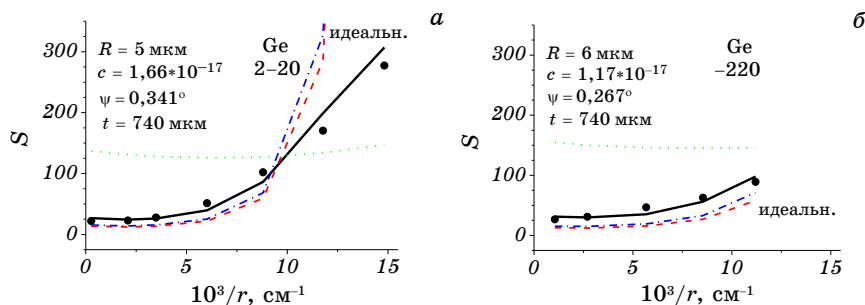 а
S
300
200
100
0
R = 5 мкм
c = 1,66*10⁻¹⁷
ψ = 0,341°
t = 740 мкм
Ge
2–20
идеальн.
0 5 10 15
10³/r, см⁻¹
б
S
300
200
100
0
R = 6 мкм
c = 1,17*10⁻¹⁷
ψ = 0,267°
t = 740 мкм
Ge
–220
идеальн.
0 5 10 15
10³/r, см⁻¹